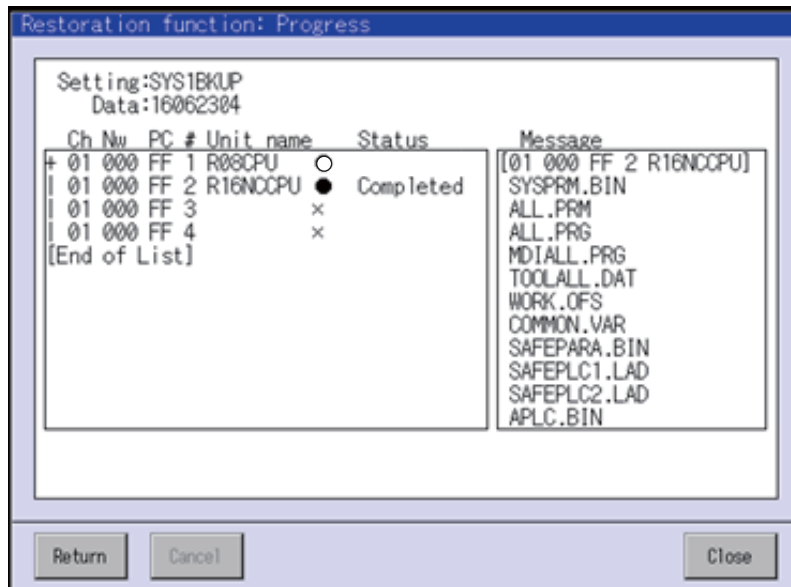 Restoration function: Progress
Setting:SYS1BKUP
Data:16062304
Ch Nw PC # Unit name Status
+ 01 000 FF 1 R08CPU ○
| 01 000 FF 2 R16NCCPU ● Completed
| 01 000 FF 3 ×
| 01 000 FF 4 ×
[End of List]
Message
[01 000 FF 2 R16NCCPU]
SYSPRM.BIN
ALL.PRM
ALL.PRG
MDIALL.PRG
TOOLALL.DAT
WORK.OFS
COMMON.VAR
SAFEPARA.BIN
SAFEPLC1.LAD
SAFEPLC2.LAD
APLC.BIN
Return Cancel Close